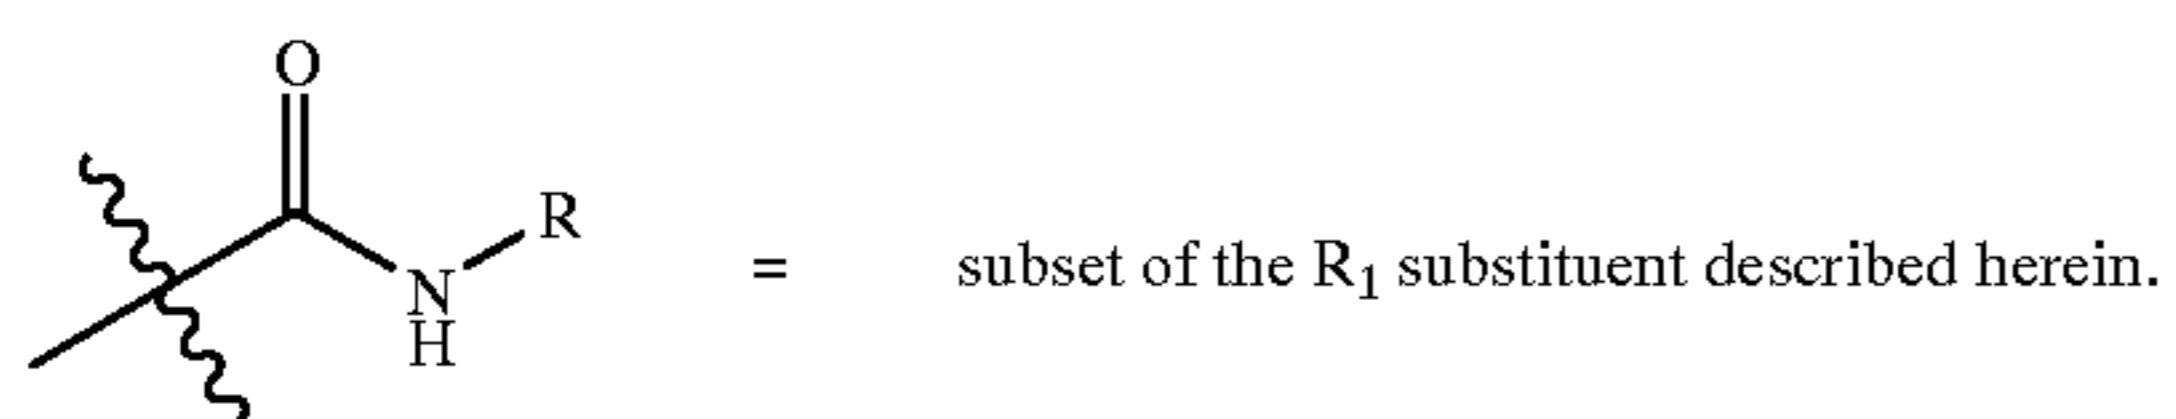 O
R
N
H
= subset of the R₁ substituent described herein.